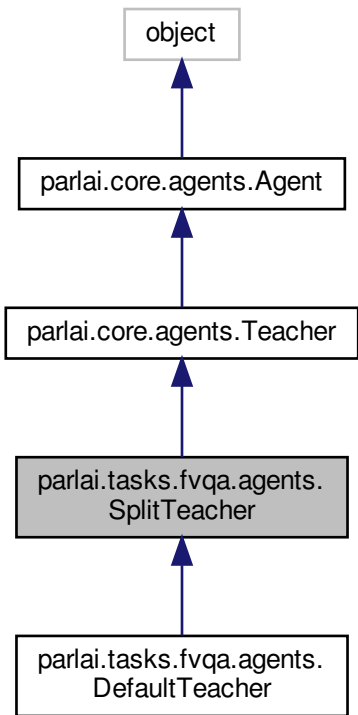 object
parlai.core.agents.Agent
parlai.core.agents.Teacher
parlai.tasks.fvqa.agents.
SplitTeacher
parlai.tasks.fvqa.agents.
DefaultTeacher